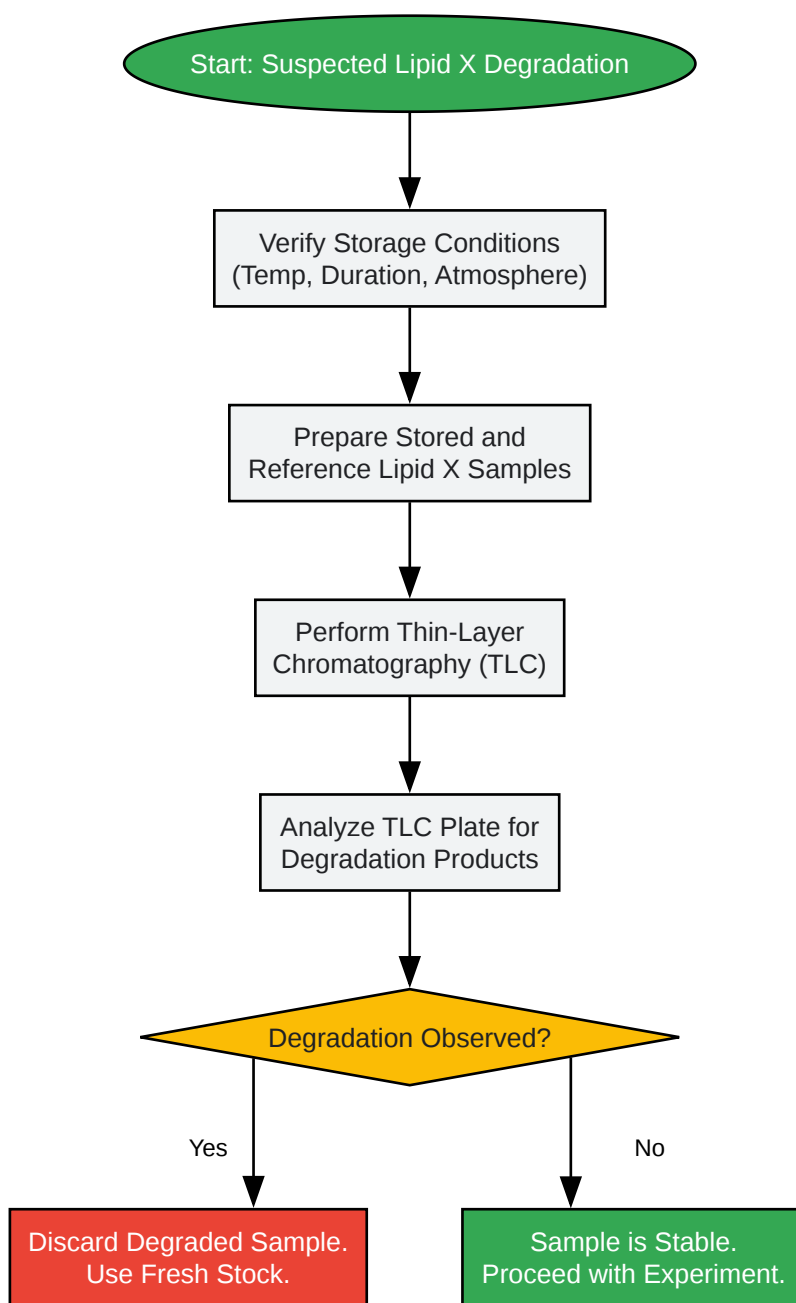 Start: Suspected Lipid X Degradation
Verify Storage Conditions
(Temp, Duration, Atmosphere)
Prepare Stored and
Reference Lipid X Samples
Perform Thin-Layer
Chromatography (TLC)
Analyze TLC Plate for
Degradation Products
Degradation Observed?
Yes
No
Discard Degraded Sample.
Use Fresh Stock.
Sample is Stable.
Proceed with Experiment.